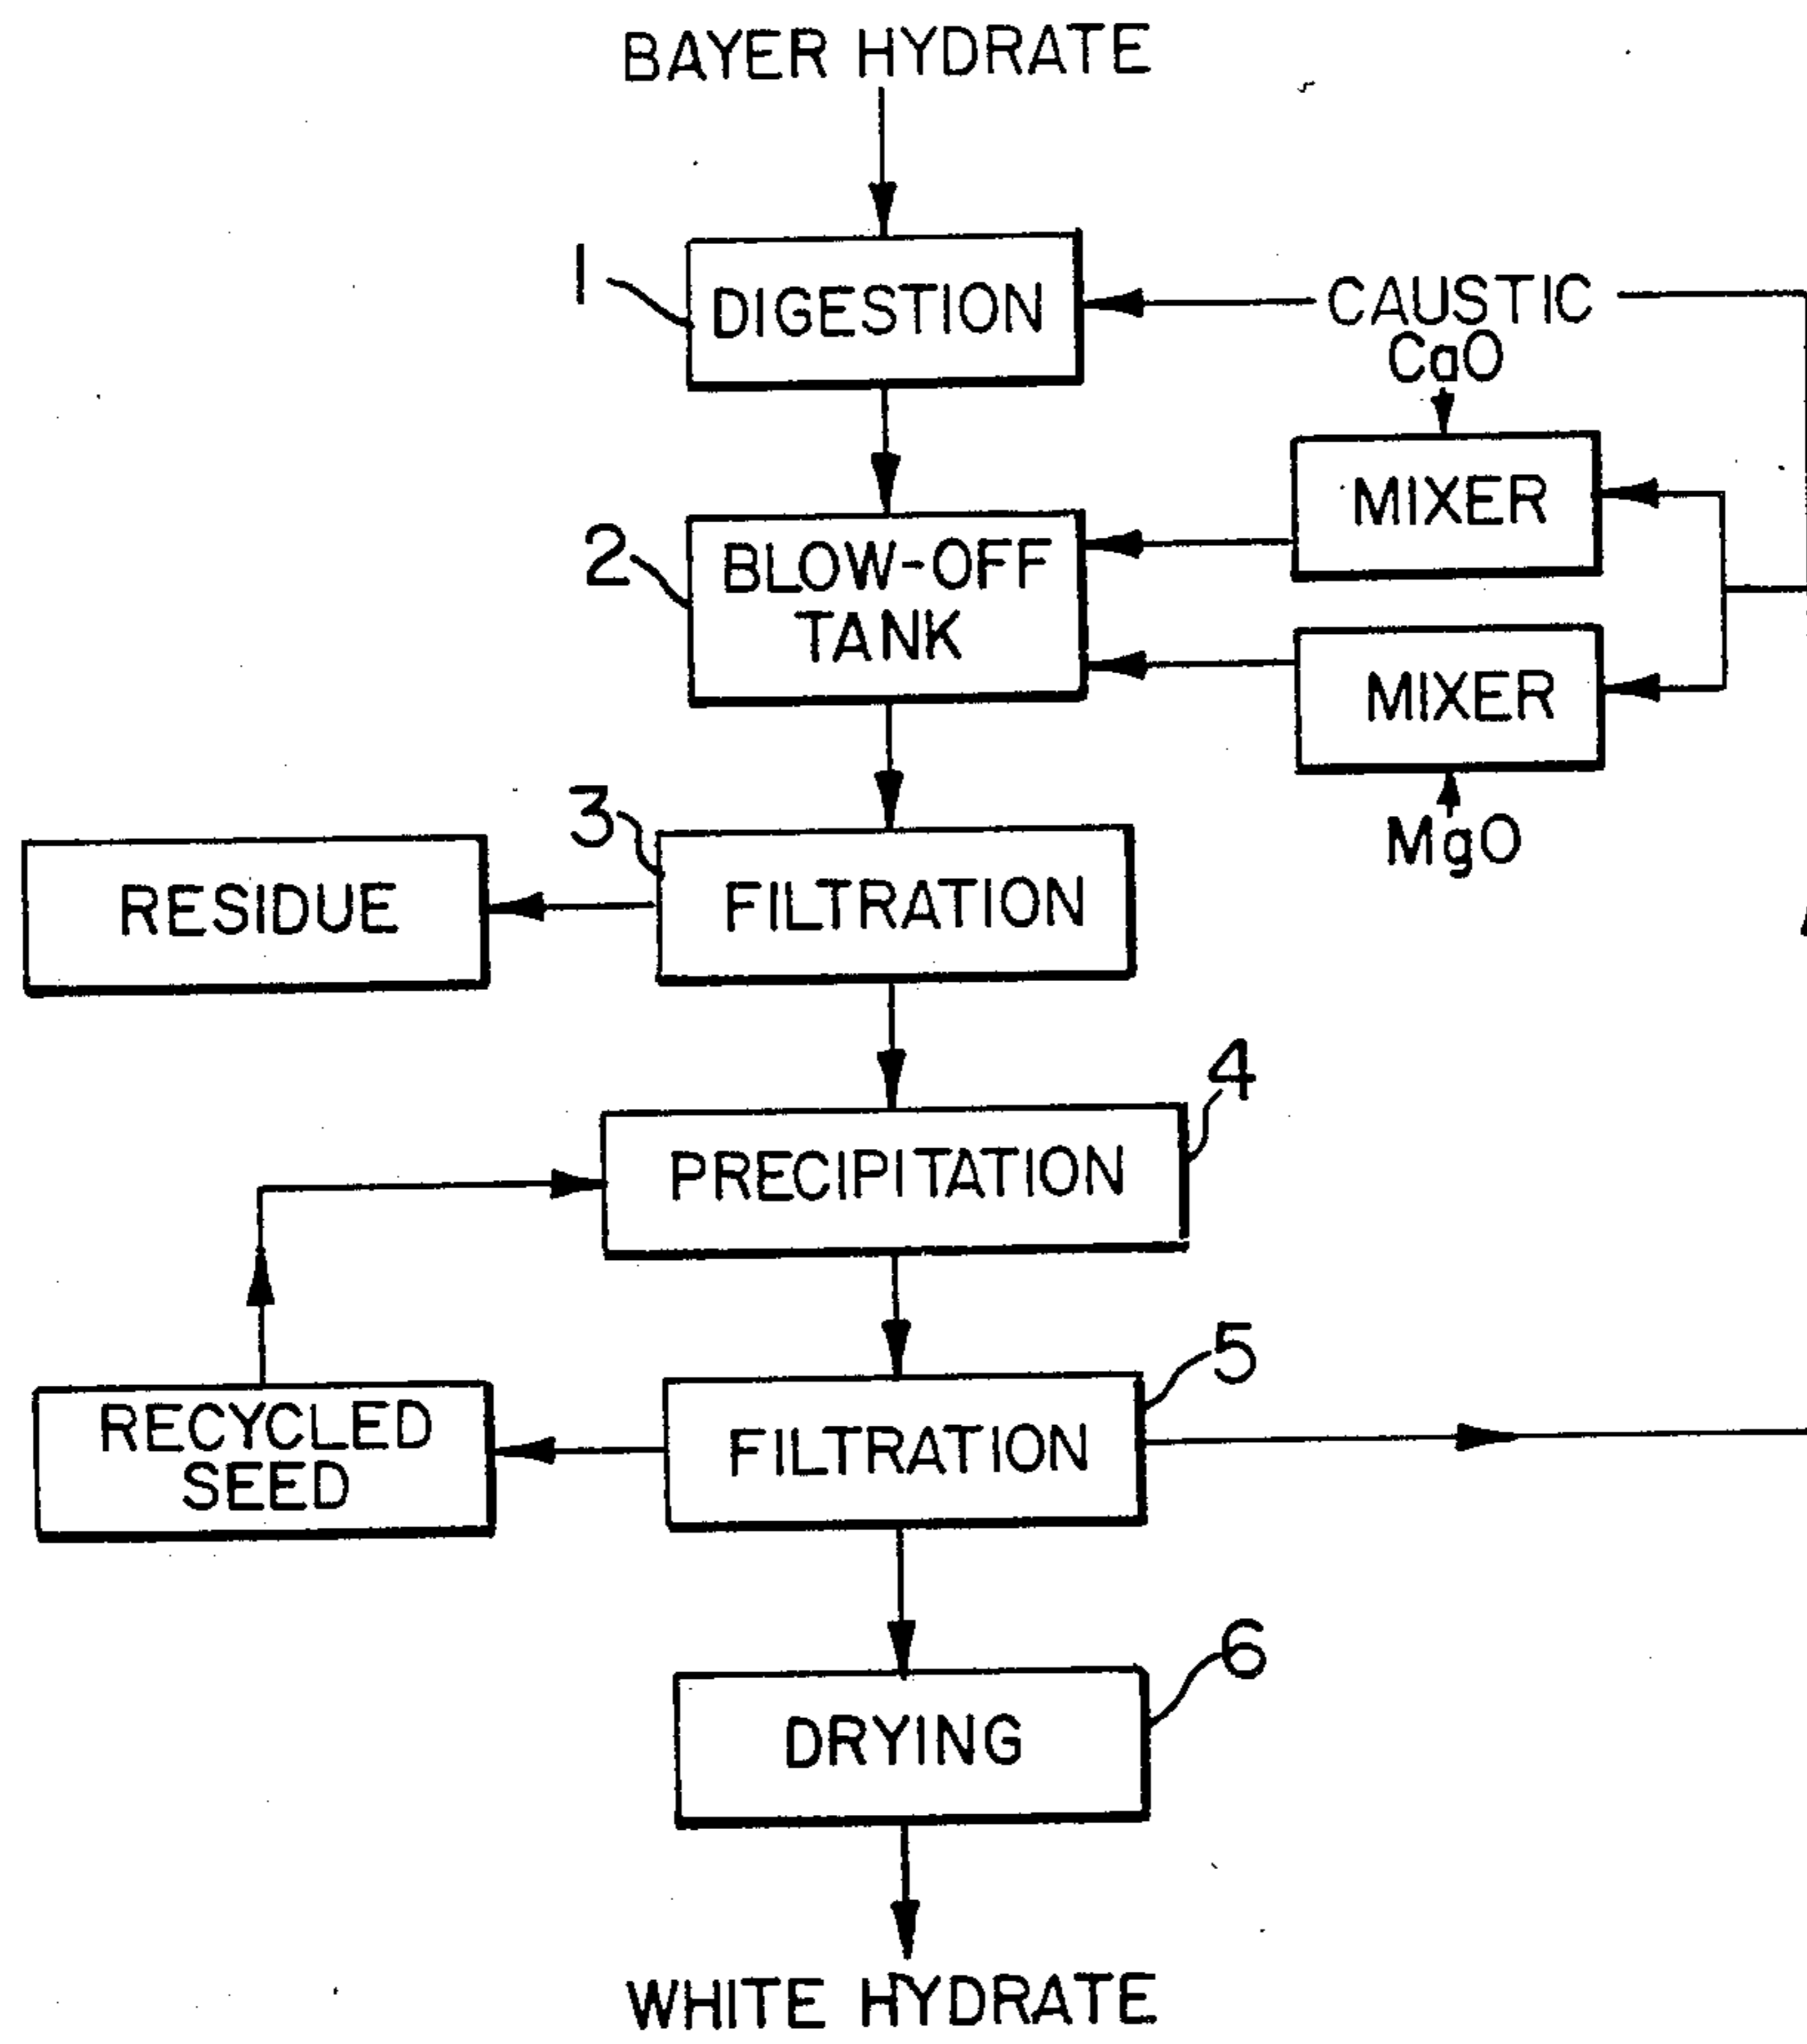 BAYER HYDRATE
1
DIGESTION
CAUSTIC
CaO
MIXER
2
BLOW-OFF
TANK
MIXER
MgO
3
RESIDUE
FILTRATION
4
PRECIPITATION
5
RECYCLED
SEED
FILTRATION
6
DRYING
WHITE HYDRATE